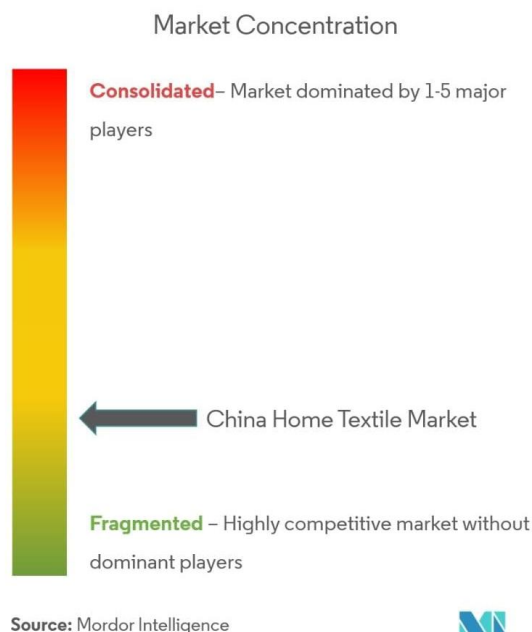 Market Concentration
Consolidated– Market dominated by 1-5 major
players
China Home Textile Market
Fragmented – Highly competitive market without
dominant players
Source: Mordor Intelligence